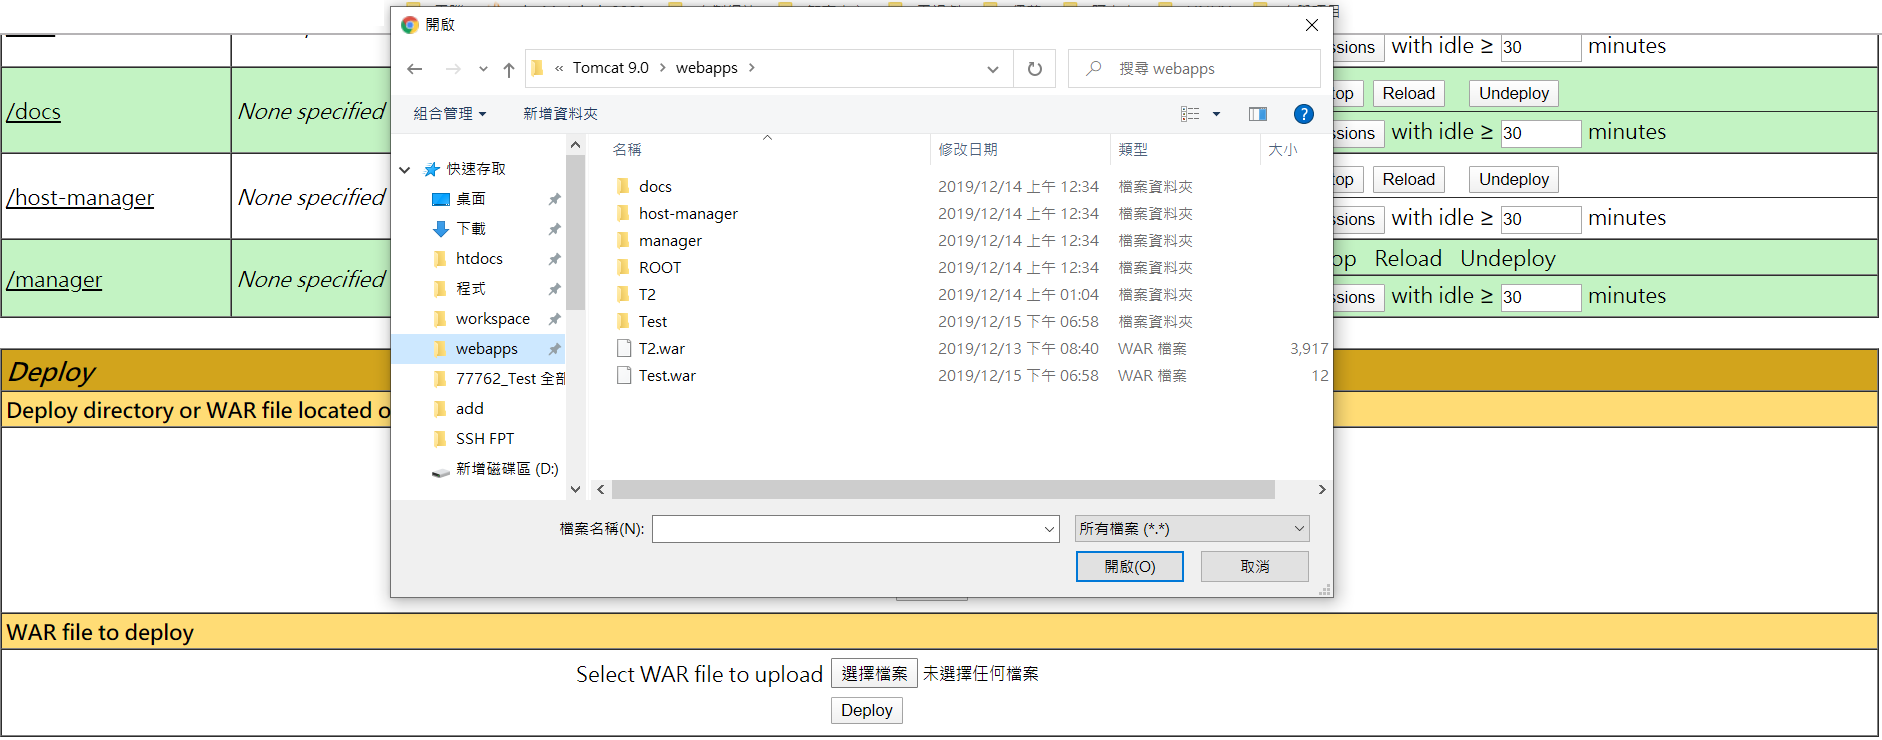 開啟
« Tomcat 9.0 > webapps >
搜尋 webapps
組合管理
新增資料夾
名稱 修改日期 類型 大小
快速存取
桌面
下載
htdocs
程式
workspace
webapps
77762_Test 全部
add
SSH FPT
新增磁碟區 (D:)
docs 2019/12/14 上午 12:34 檔案資料夾
host-manager 2019/12/14 上午 12:34 檔案資料夾
manager 2019/12/14 上午 12:34 檔案資料夾
ROOT 2019/12/14 上午 12:34 檔案資料夾
T2 2019/12/14 上午 01:04 檔案資料夾
Test 2019/12/15 下午 06:58 檔案資料夾
T2.war 2019/12/13 下午 08:40 WAR 檔案 3,917
Test.war 2019/12/15 下午 06:58 WAR 檔案 12
檔案名稱(N):
所有檔案 (*.*)
開啟(O) 取消
ssions with idle ≥ 30 minutes
/docs None specified
op Reload Undeploy
ssions with idle ≥ 30 minutes
/host-manager None specified
op Reload Undeploy
ssions with idle ≥ 30 minutes
/manager None specified
op Reload Undeploy
ssions with idle ≥ 30 minutes
Deploy
Deploy directory or WAR file located o
WAR file to deploy
Select WAR file to upload 選擇檔案 未選擇任何檔案
Deploy